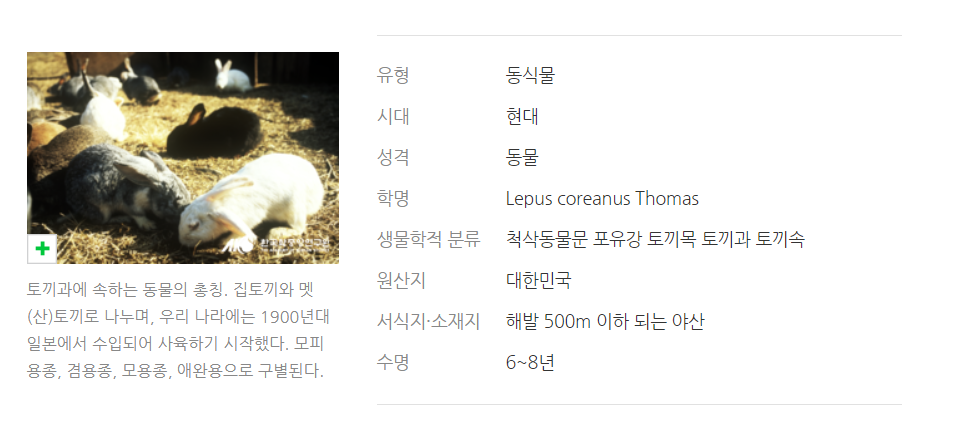 토끼과에 속하는 동물의 총칭. 집토끼와 멧
(산)토끼로 나누며, 우리 나라에는 1900년대
일본에서 수입되어 사육하기 시작했다. 모피
용종, 겸용종, 모용종, 애완용으로 구별된다.
유형 동식물
시대 현대
성격 동물
학명 Lepus coreanus Thomas
생물학적 분류 척삭동물문 포유강 토끼목 토끼과 토끼속
원산지 대한민국
서식지·소재지 해발 500m 이하 되는 야산
수명 6~8년